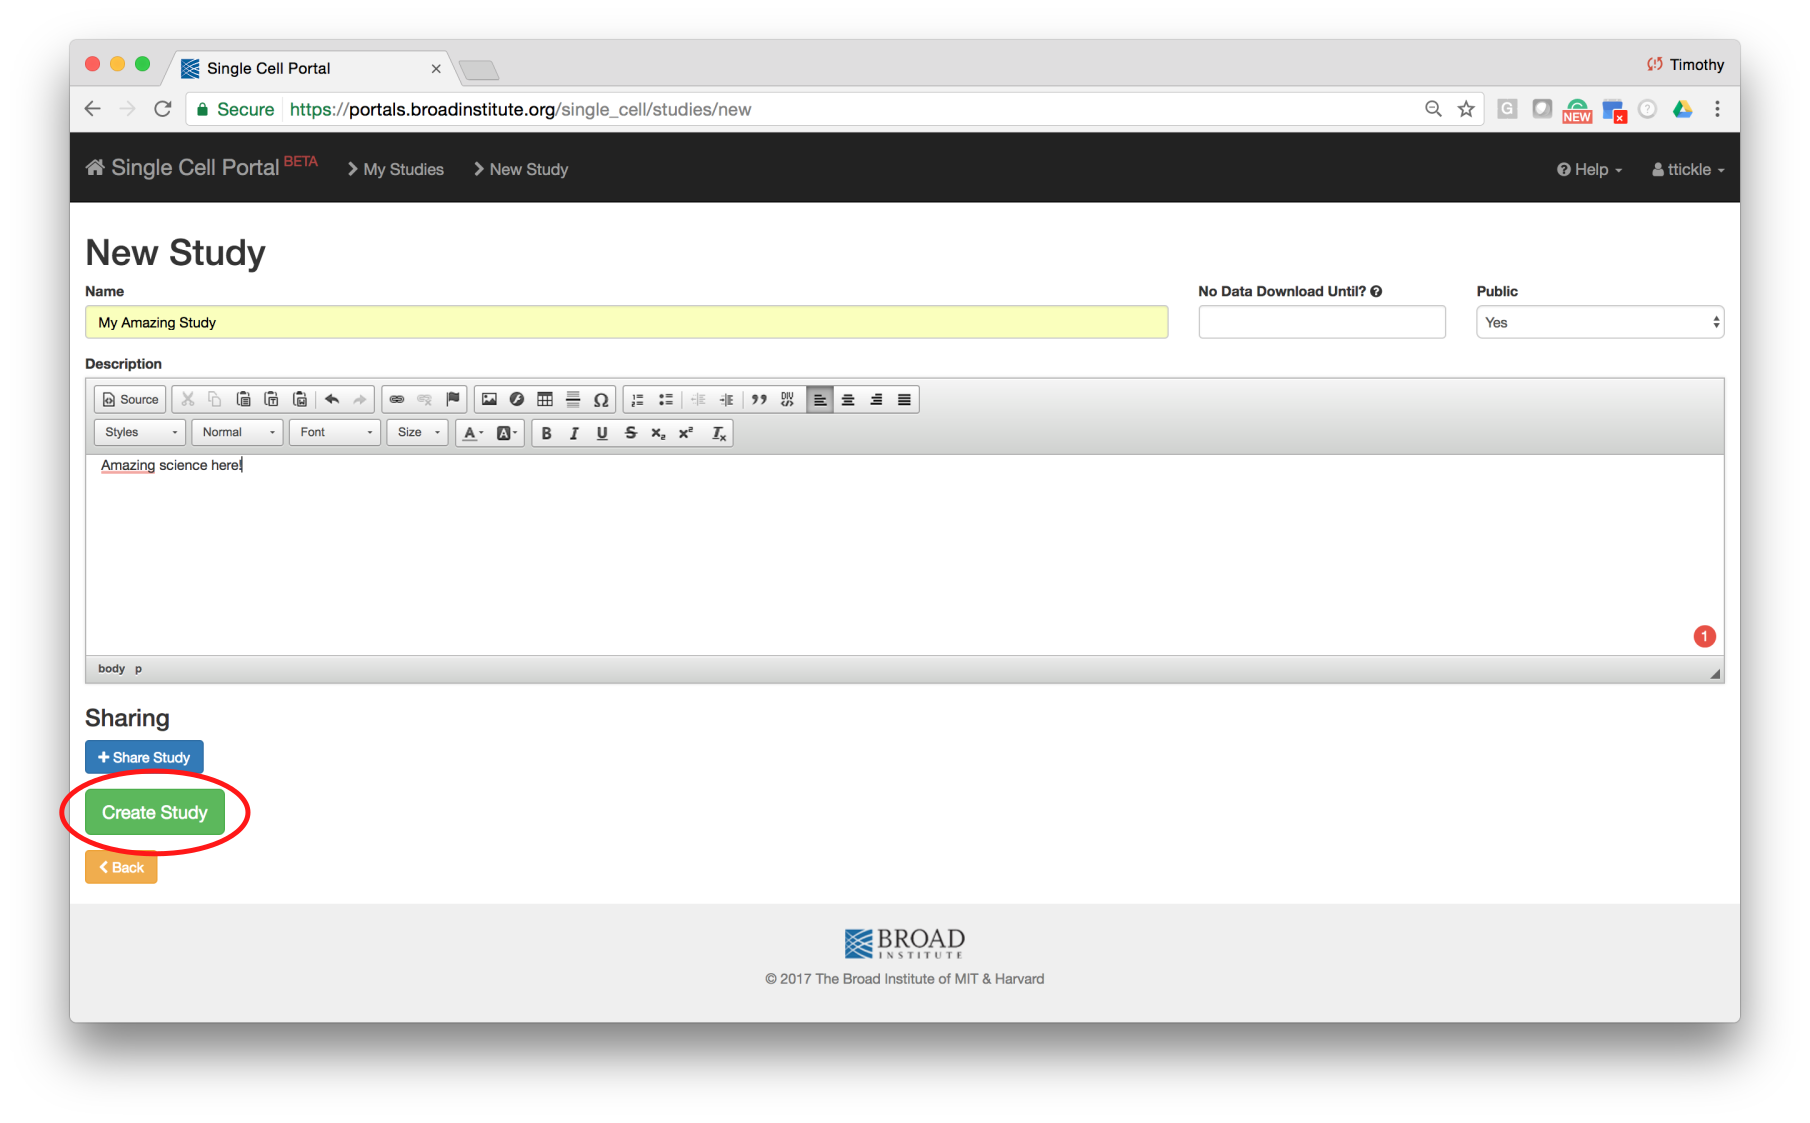 Single Cell Portal
Timothy
Secure https://portals.broadinstitute.org/single_cell/studies/new
G
NEW
Single Cell Portal BETA
My Studies
New Study
Help
ttickle
New Study
Name
No Data Download Until?
Public
My Amazing Study
Yes
Description
Source
Styles
Normal
Font
Size
Amazing science here!
1
body p
Sharing
Share Study
Create Study
Back
BROAD
INSTITUTE
© 2017 The Broad Institute of MIT & Harvard